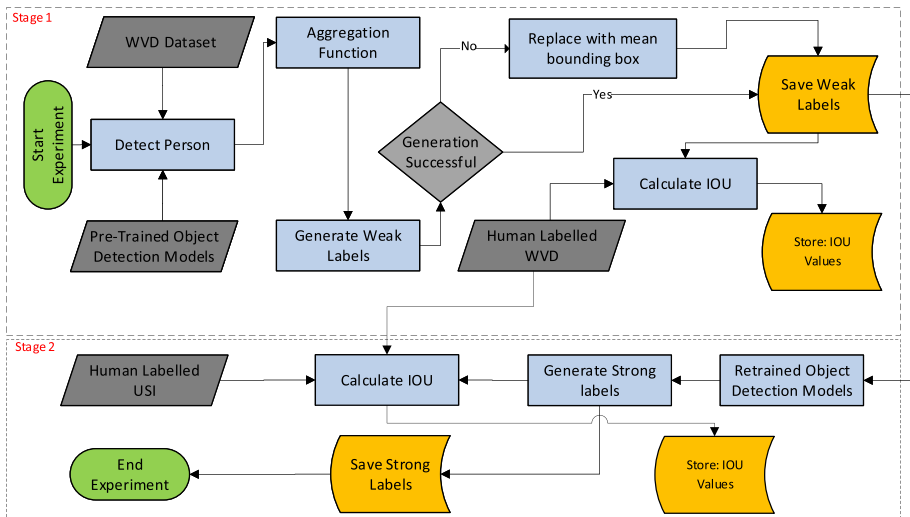 Stage 1
WVD Dataset
Aggregation
Function
No
Replace with mean
bounding box
Save Weak
Labels
Yes
Start
Experiment
Detect Person
Generation
Successful
Calculate IOU
Pre-Trained Object
Detection Models
Generate Weak
Labels
Human Labelled
WVD
Store: IOU
Values
Stage 2
Human Labelled
USI
Calculate IOU
Generate Strong
labels
Retrained Object
Detection Models
End
Experiment
Save Strong
Labels
Store: IOU
Values